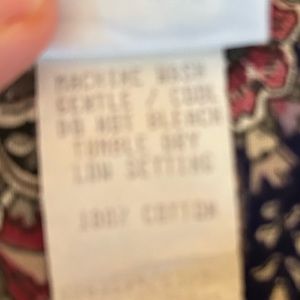 MACHINE WASH
GENTLE / COOL
DO NOT BLEACH
TUMBLE DRY
LOW SETTING
100% COTTON